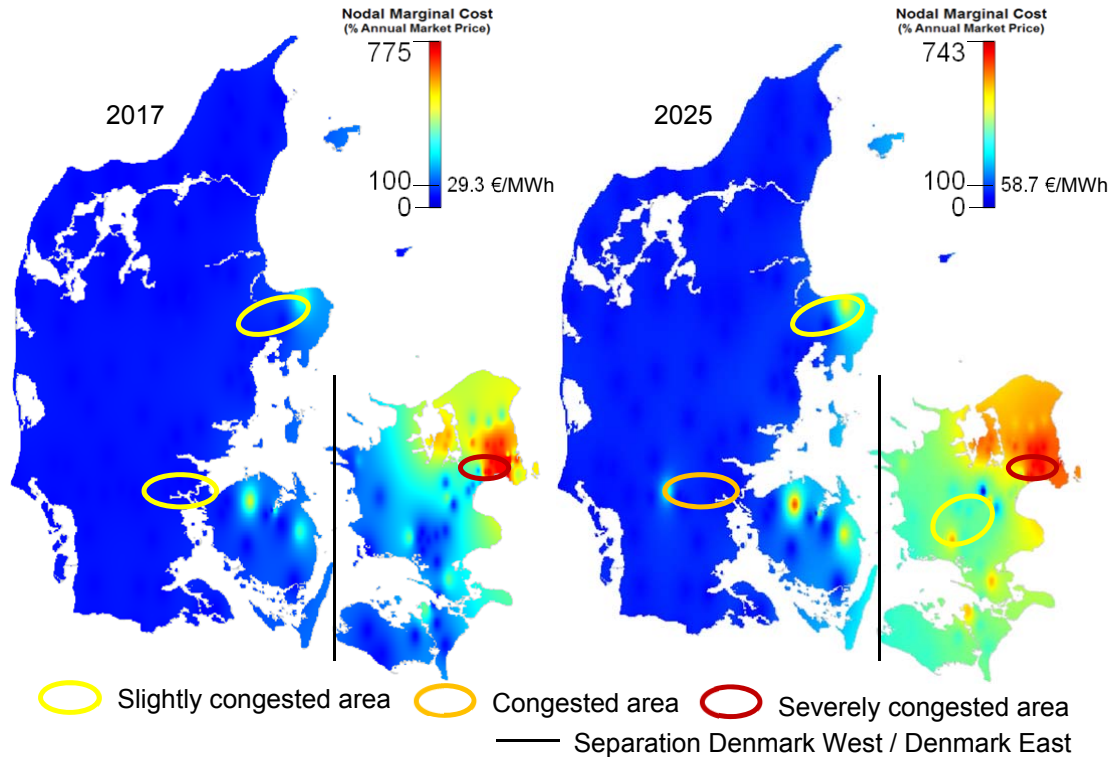 Nodal Marginal Cost
(% Annual Market Price)
775
2017
100
29.3 €/MWh
0
Nodal Marginal Cost
(% Annual Market Price)
743
2025
100
58.7 €/MWh
0
Slightly congested area
Congested area
Severely congested area
Separation Denmark West / Denmark East